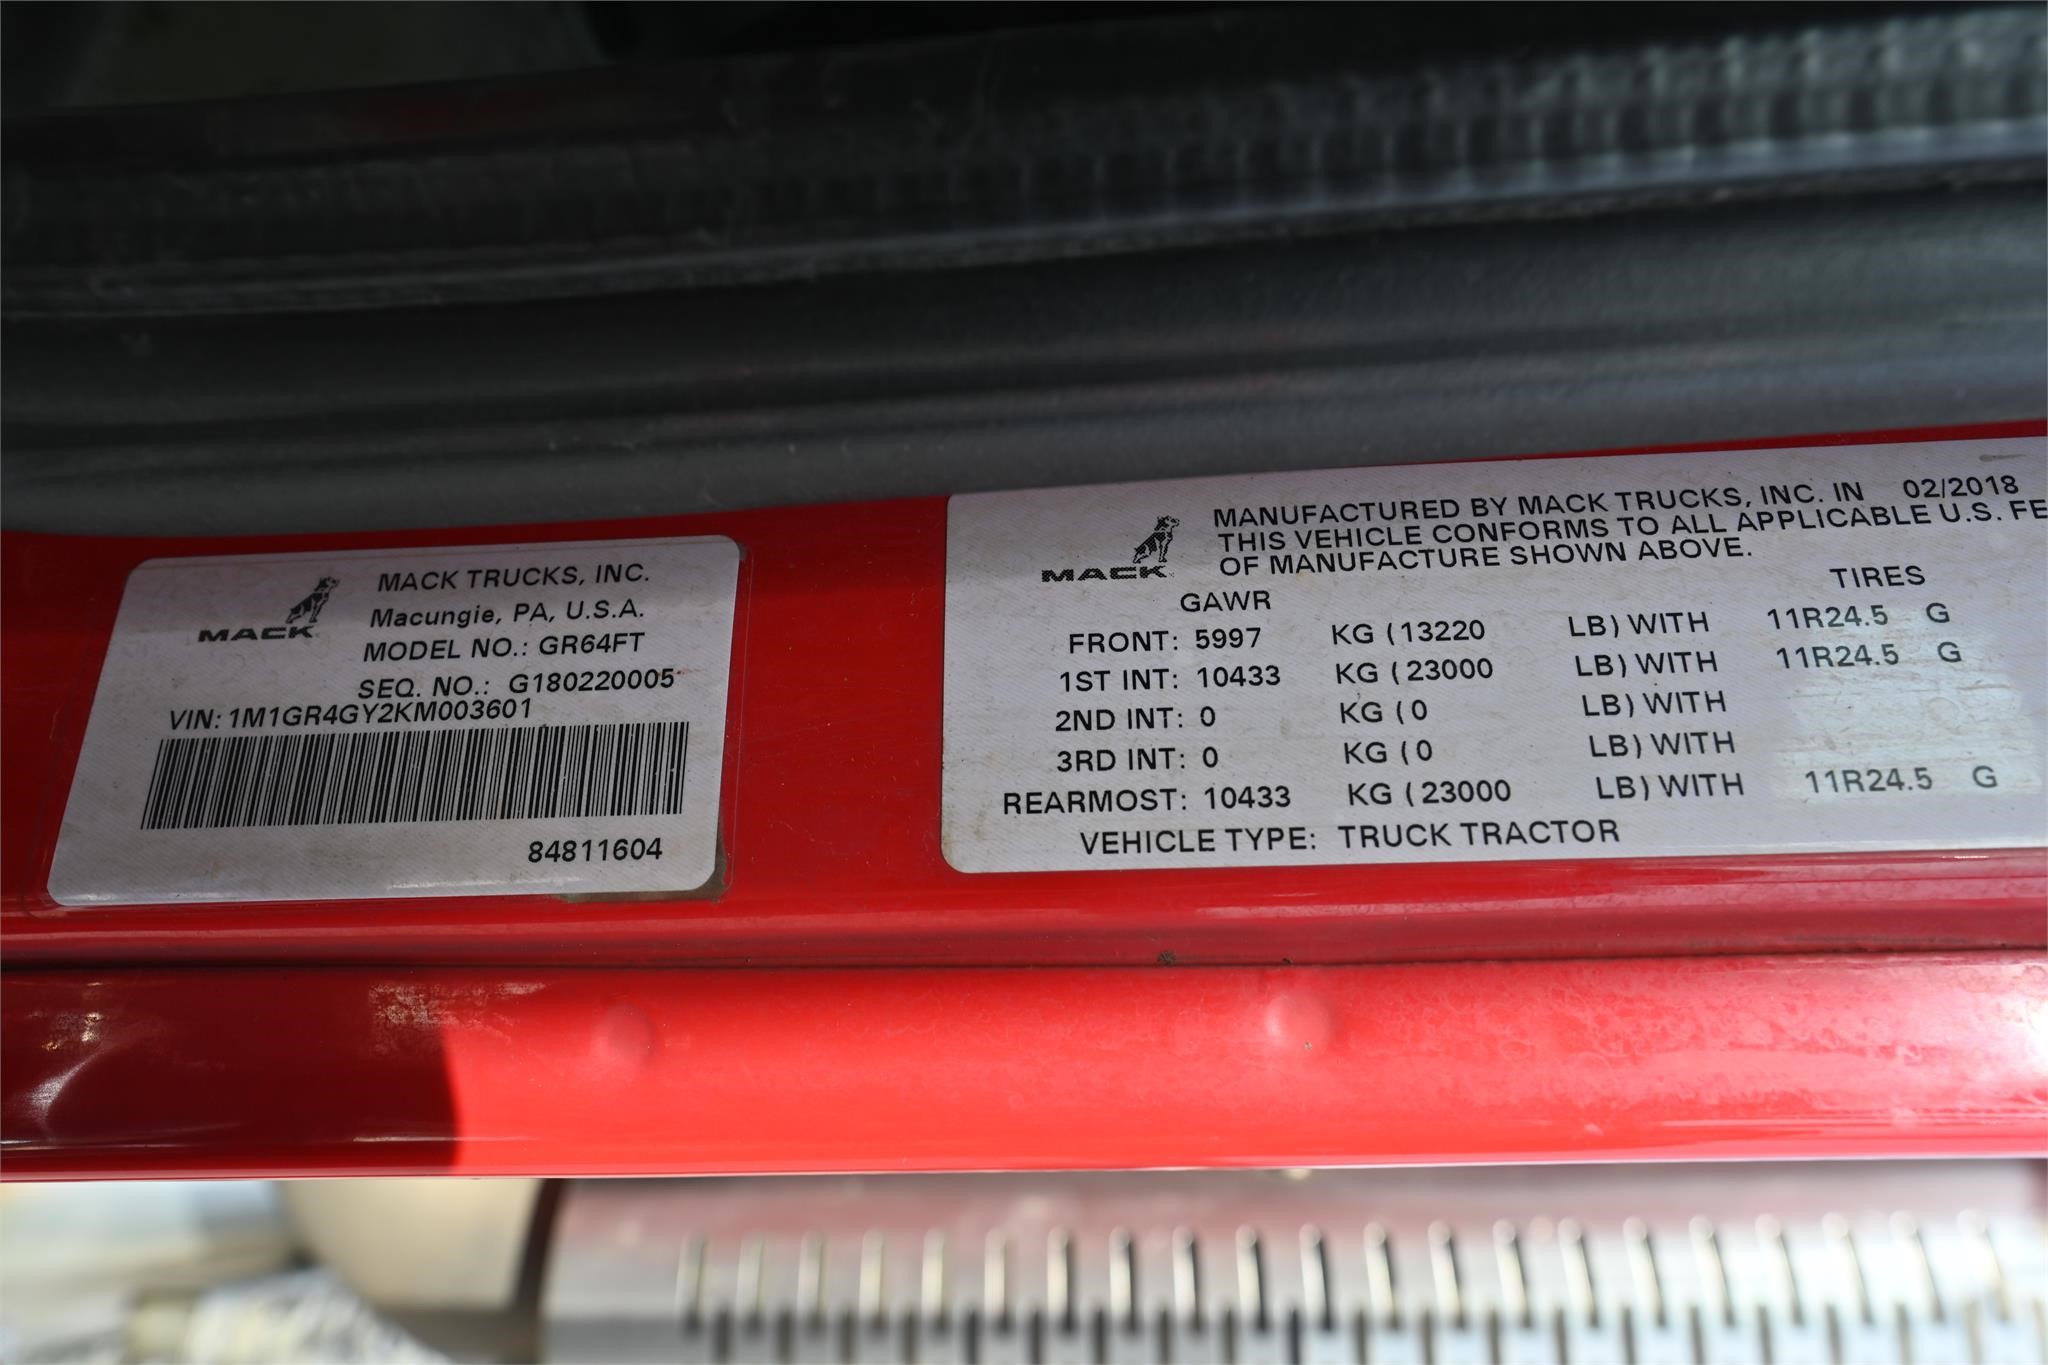 MACK
MACK TRUCKS, INC.
Macungie, PA, U.S.A.
MODEL NO.: GR64FT
SEQ. NO.: G180220005
VIN: 1M1GR4GY2KM003601
84811604
MACK
MANUFACTURED BY MACK TRUCKS, INC. IN 02/2018
THIS VEHICLE CONFORMS TO ALL APPLICABLE U.S. FE
OF MANUFACTURE SHOWN ABOVE.
GAWR TIRES
FRONT: 5997 KG ( 13220 LB) WITH 11R24.5 G
1ST INT: 10433 KG ( 23000 LB) WITH 11R24.5 G
2ND INT: 0 KG ( 0 LB) WITH
3RD INT: 0 KG ( 0 LB) WITH
REARMOST: 10433 KG ( 23000 LB) WITH 11R24.5 G
VEHICLE TYPE: TRUCK TRACTOR